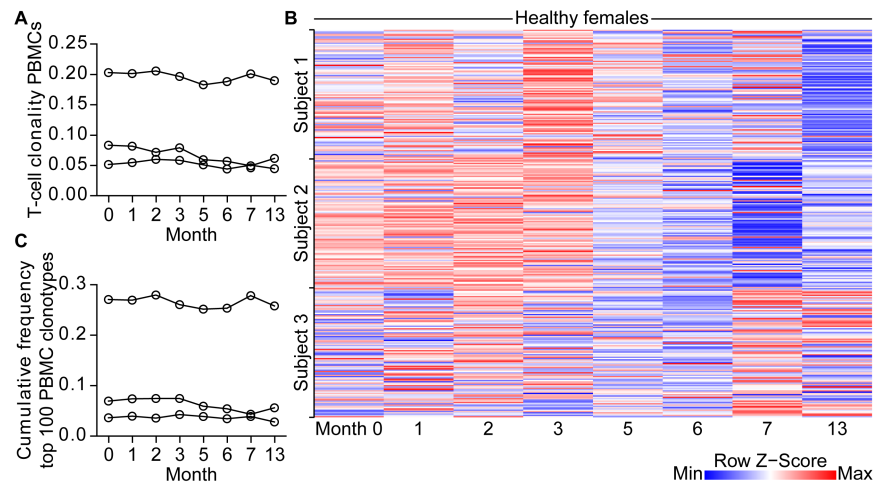 A
T-cell clonality PBMCs
0.25
0.20
0.15
0.10
0.05
0.00
0 1 2 3 5 6 7 13
Month
B
Healthy females
Subject 1
Subject 2
Subject 3
Month 0 1 2 3 5 6 7 13
Row Z−Score
Min Max
C
Cumulative frequency
top 100 PBMC clonotypes
0.3
0.2
0.1
0.0
0 1 2 3 5 6 7 13
Month